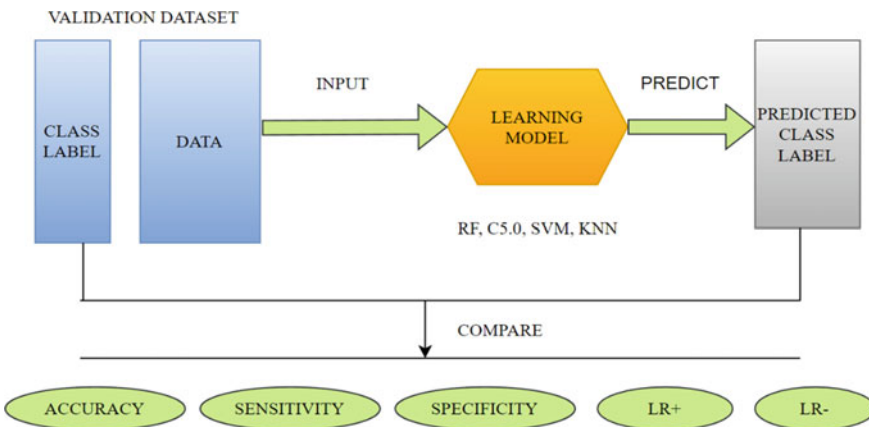 VALIDATION DATASET
CLASS
LABEL
DATA
INPUT
LEARNING
MODEL
RF, C5.0, SVM, KNN
PREDICT
PREDICTED
CLASS
LABEL
COMPARE
ACCURACY
SENSITIVITY
SPECIFICITY
LR+
LR-